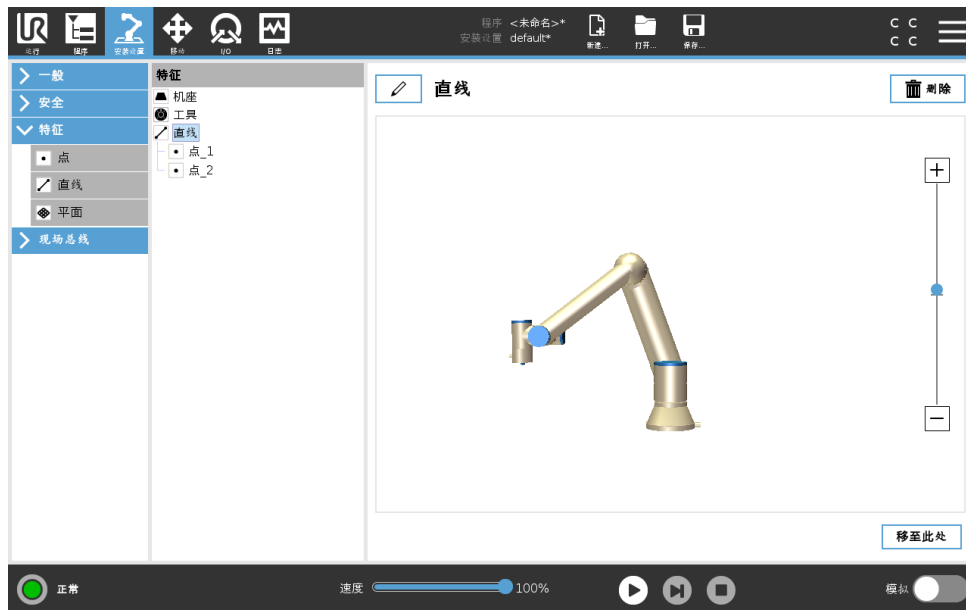 UR
运行
程序
安装设置
移动
I/O
日志
程序 <未命名>*
安装设置 default*
新建...
打开...
保存...
C C
C C
一般
安全
特征
点
直线
平面
现场总线
特征
机座
工具
直线
点_1
点_2
直线
删除
移至此处
正常
速度
100%
模拟